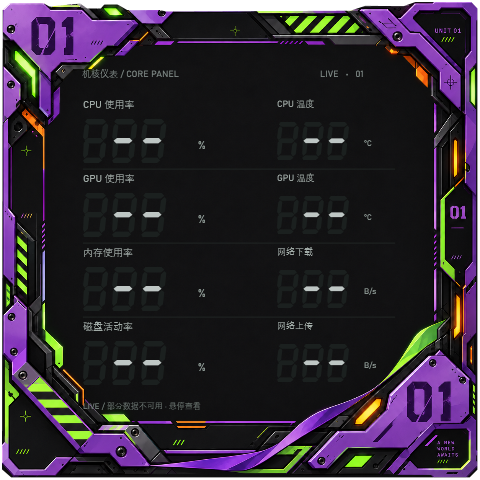 01
UNIT 01
机核仪表 / CORE PANEL
LIVE · 01
CPU 使用率
CPU 温度
-- %
-- °C
GPU 使用率
GPU 温度
-- %
-- °C
01
内存使用率
网络下载
-- %
-- B/s
磁盘活动率
网络上传
-- %
-- B/s
LIVE / 部分数据不可用 · 悬停查看
01
A NEW
WORLD
AWAITS